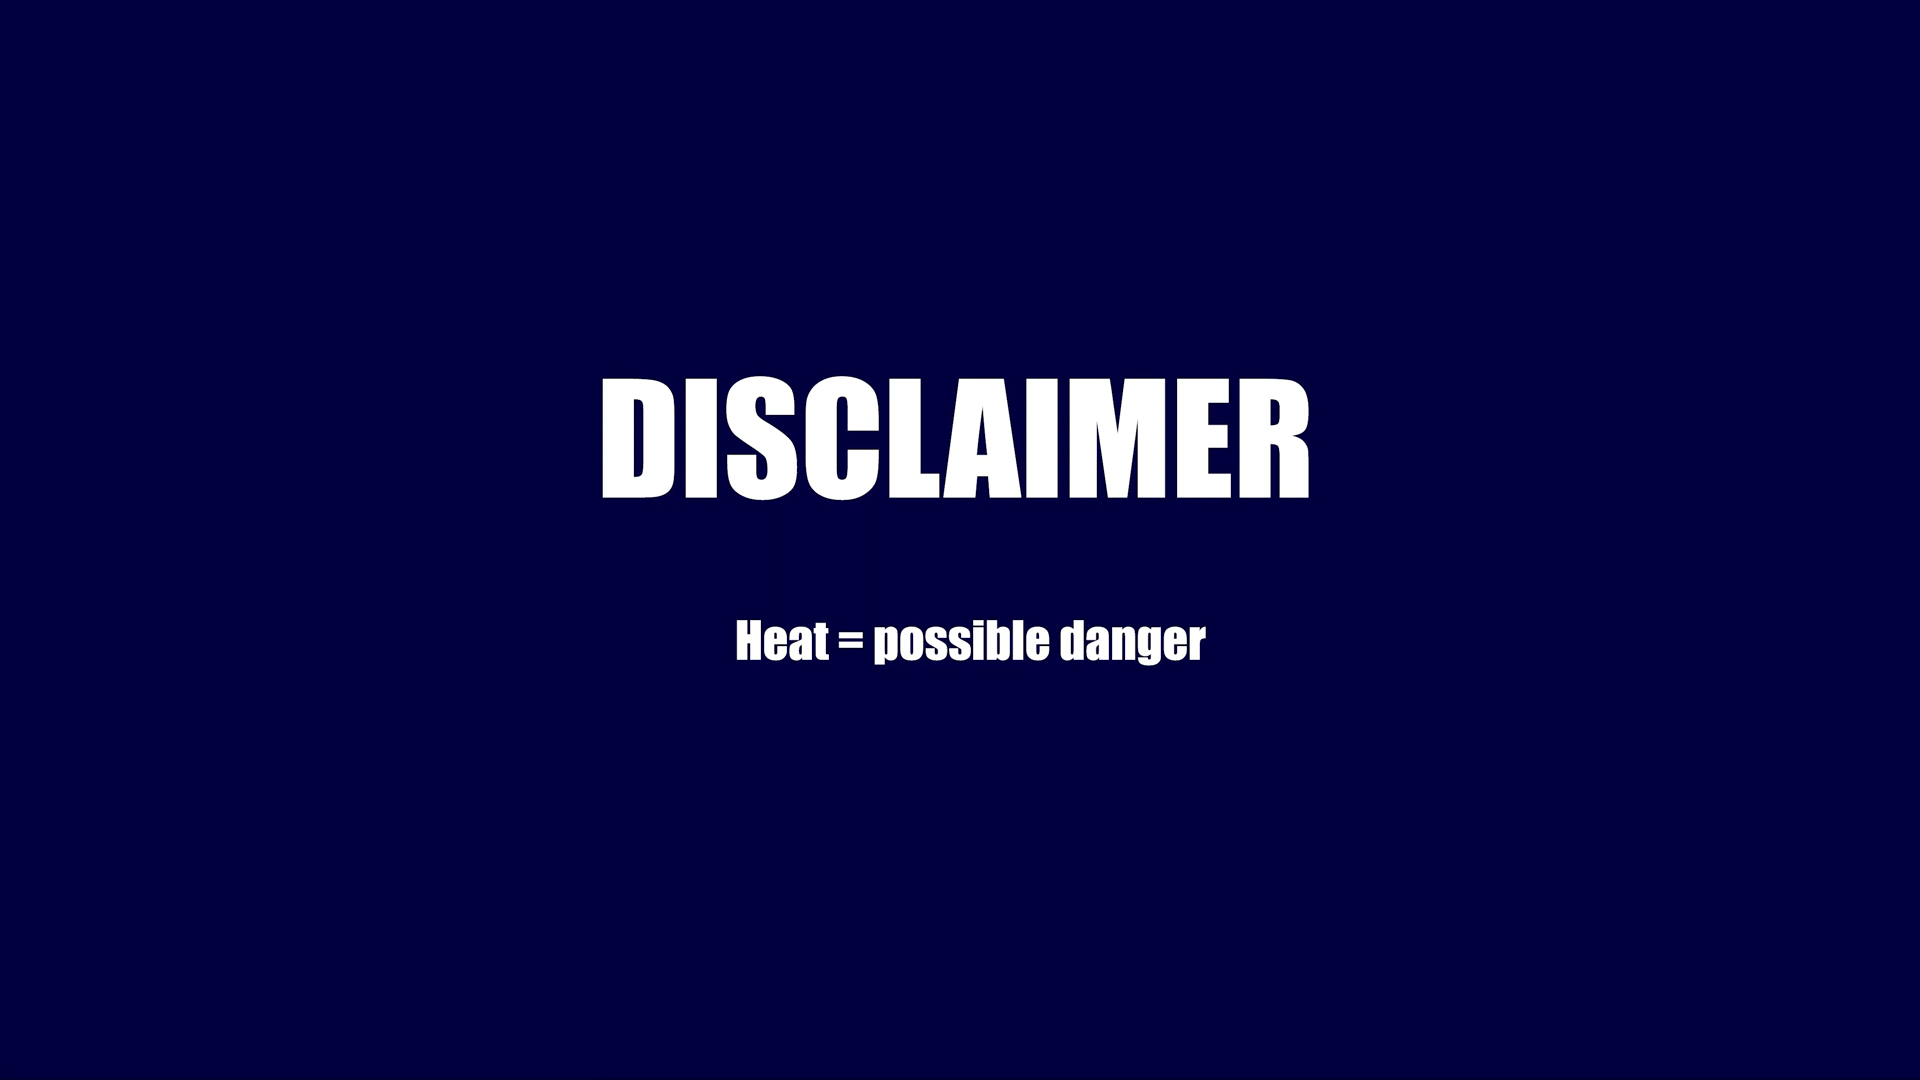 DISCLAIMER
Heat = possible danger